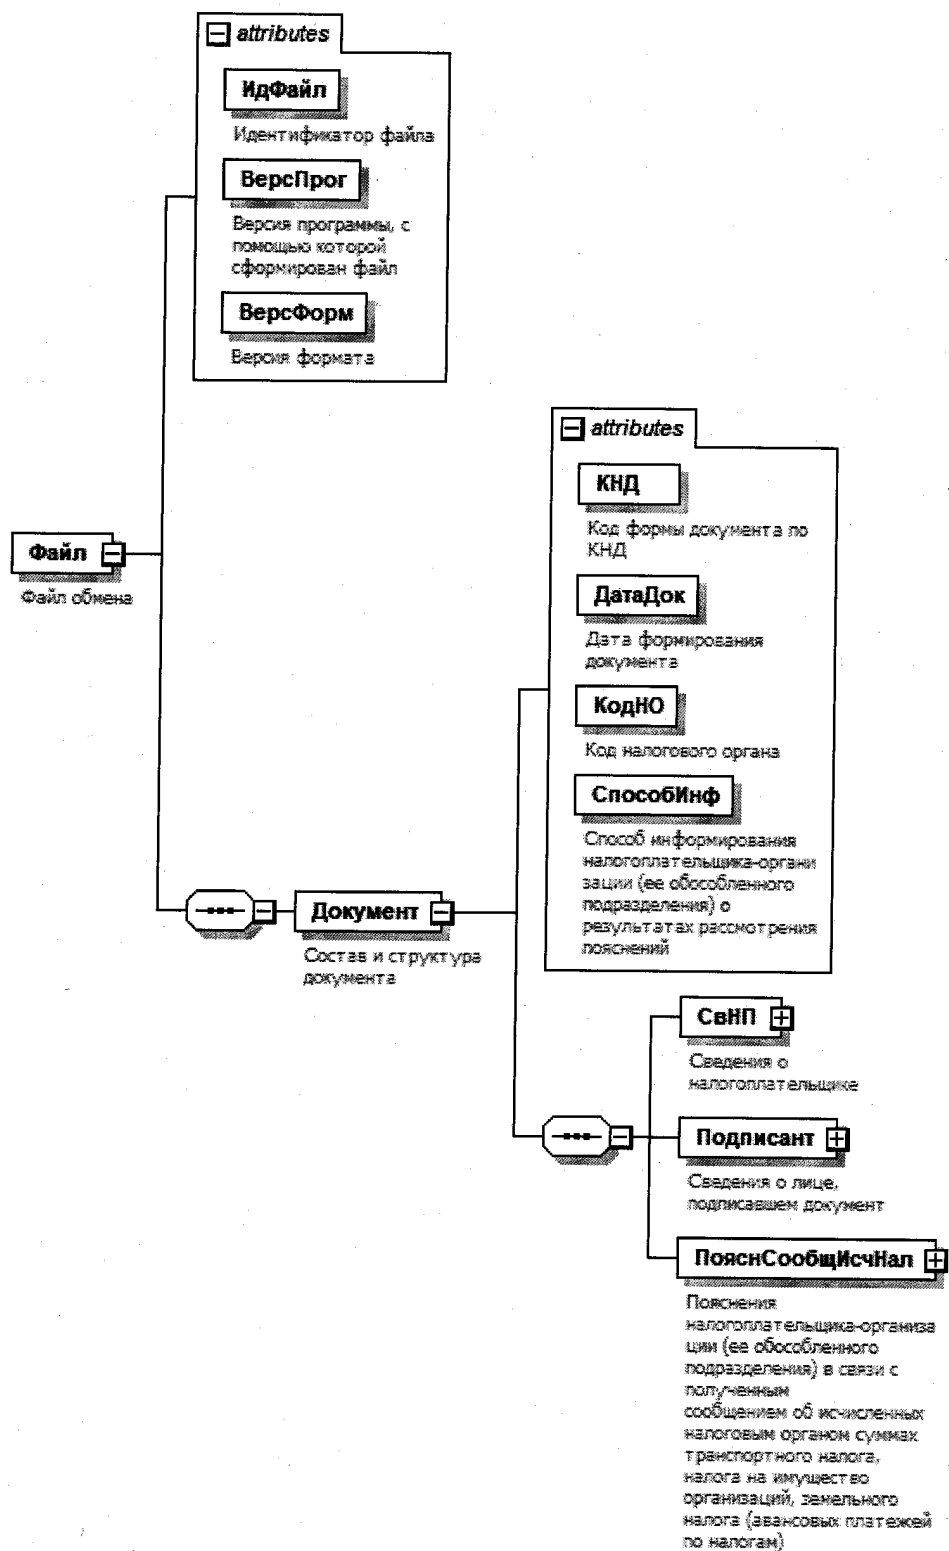 attributes
ИдФайл
Идентификатор файла
ВерсПрог
Версия программы, с
помощью которой
сформирован файл
ВерсФорм
Версия формата
attributes
КНД
Код формы документа по
КНД
Файл
Файл обмена
ДатаДок
Дата формирования
документа
КодНО
Код налогового органа
СпособИнф
Способ информирования
налогоплательщика-органи
зации (ее обособленного
подразделения) о
результатах рассмотрения
пояснений
Документ
Состав и структура
документа
СвНП
Сведения о
налогоплательщике
Подписант
Сведения о лице,
подписавшем документ
ПояснСообщИсчНал
Пояснения
налогоплательщика-организа
ции (ее обособленного
подразделения) в связи с
полученным
сообщением об исчисленных
налоговым органом суммах
транспортного налога,
налога на имущество
организаций, земельного
налога (авансовых платежей
по налогам)